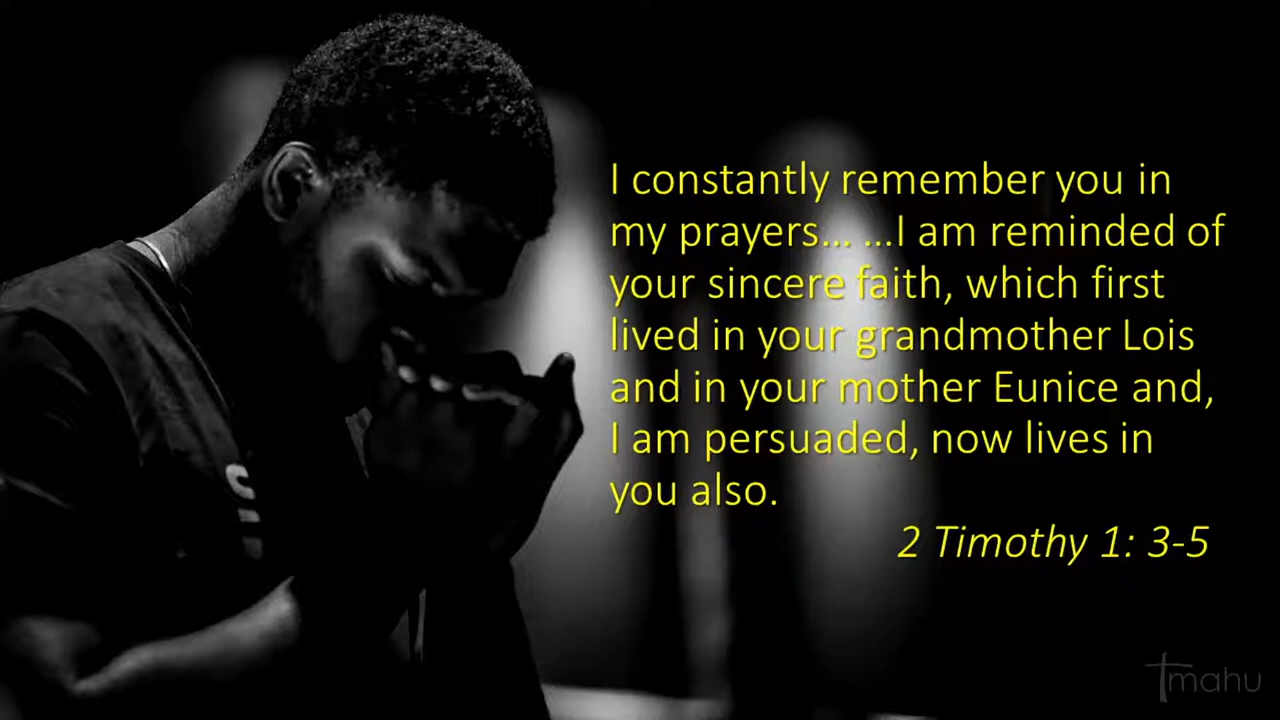 I constantly remember you in
my prayers... ...I am reminded of
your sincere faith, which first
lived in your grandmother Lois
and in your mother Eunice and,
I am persuaded, now lives in
you also.
2 Timothy 1: 3-5
tmahu